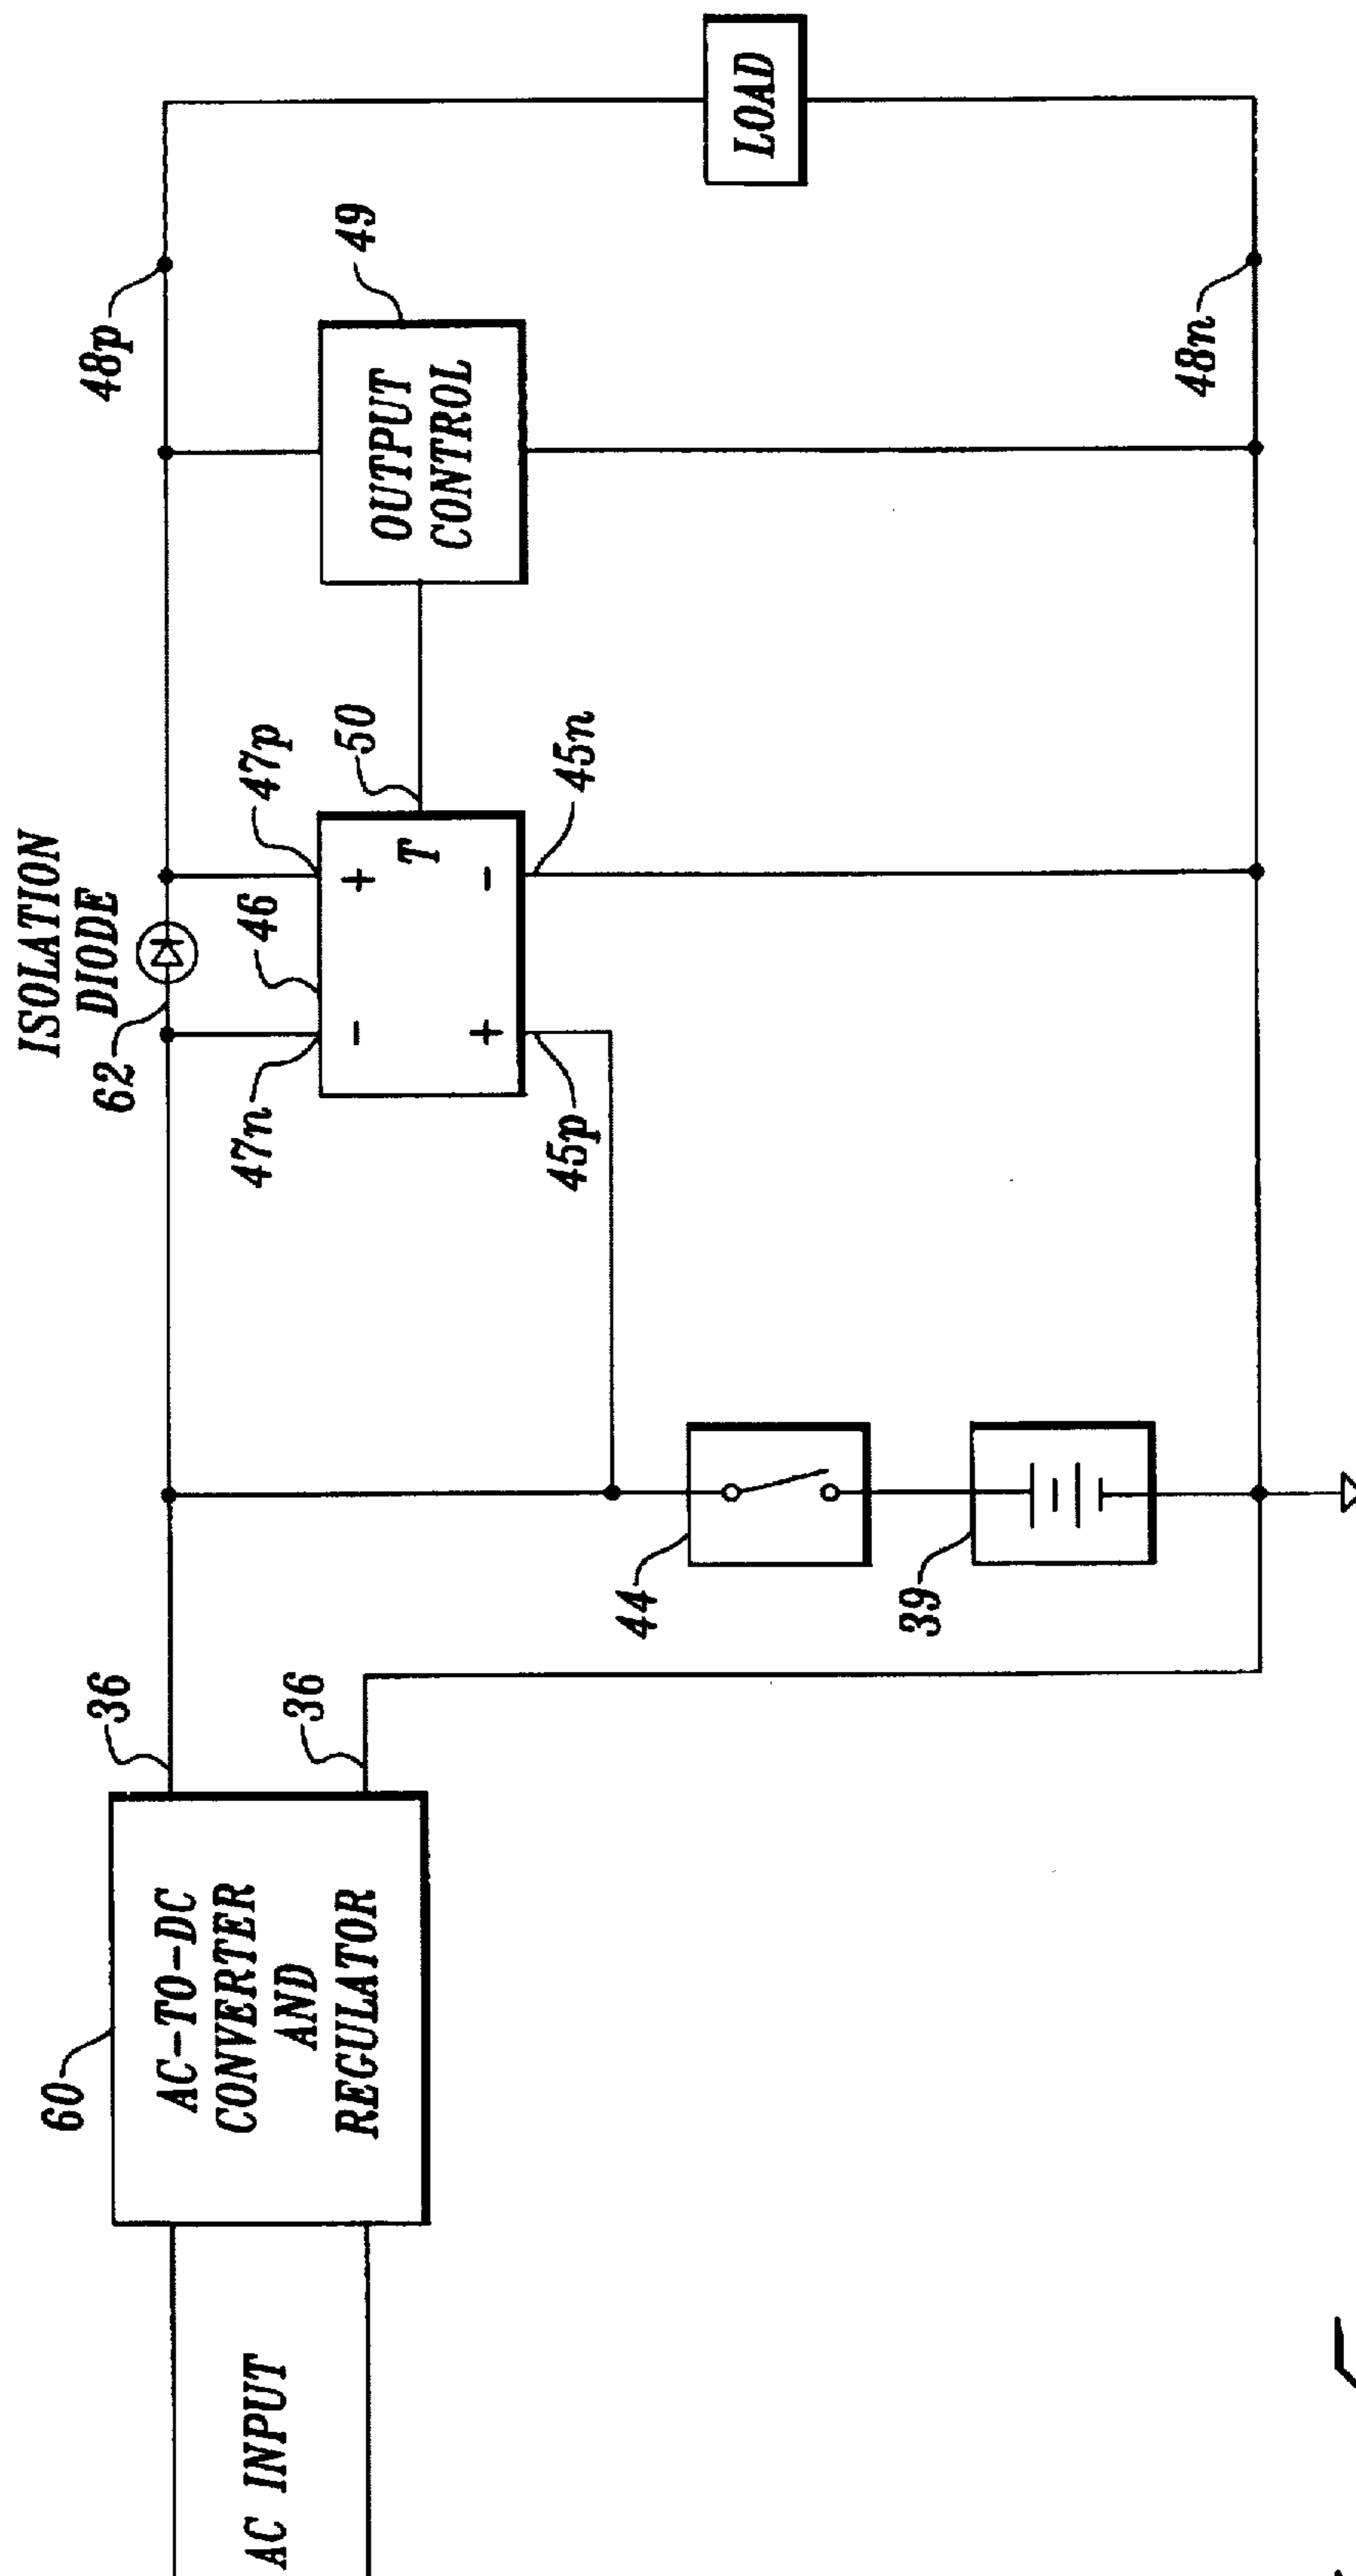 ISOLATION
DIODE
62
48p
47n
46
47p
-
+
T
+
-
50
49
OUTPUT
CONTROL
45p
45n
LOAD
60
AC-TO-DC
CONVERTER
AND
REGULATOR
AC INPUT
36
36
44
39
48n